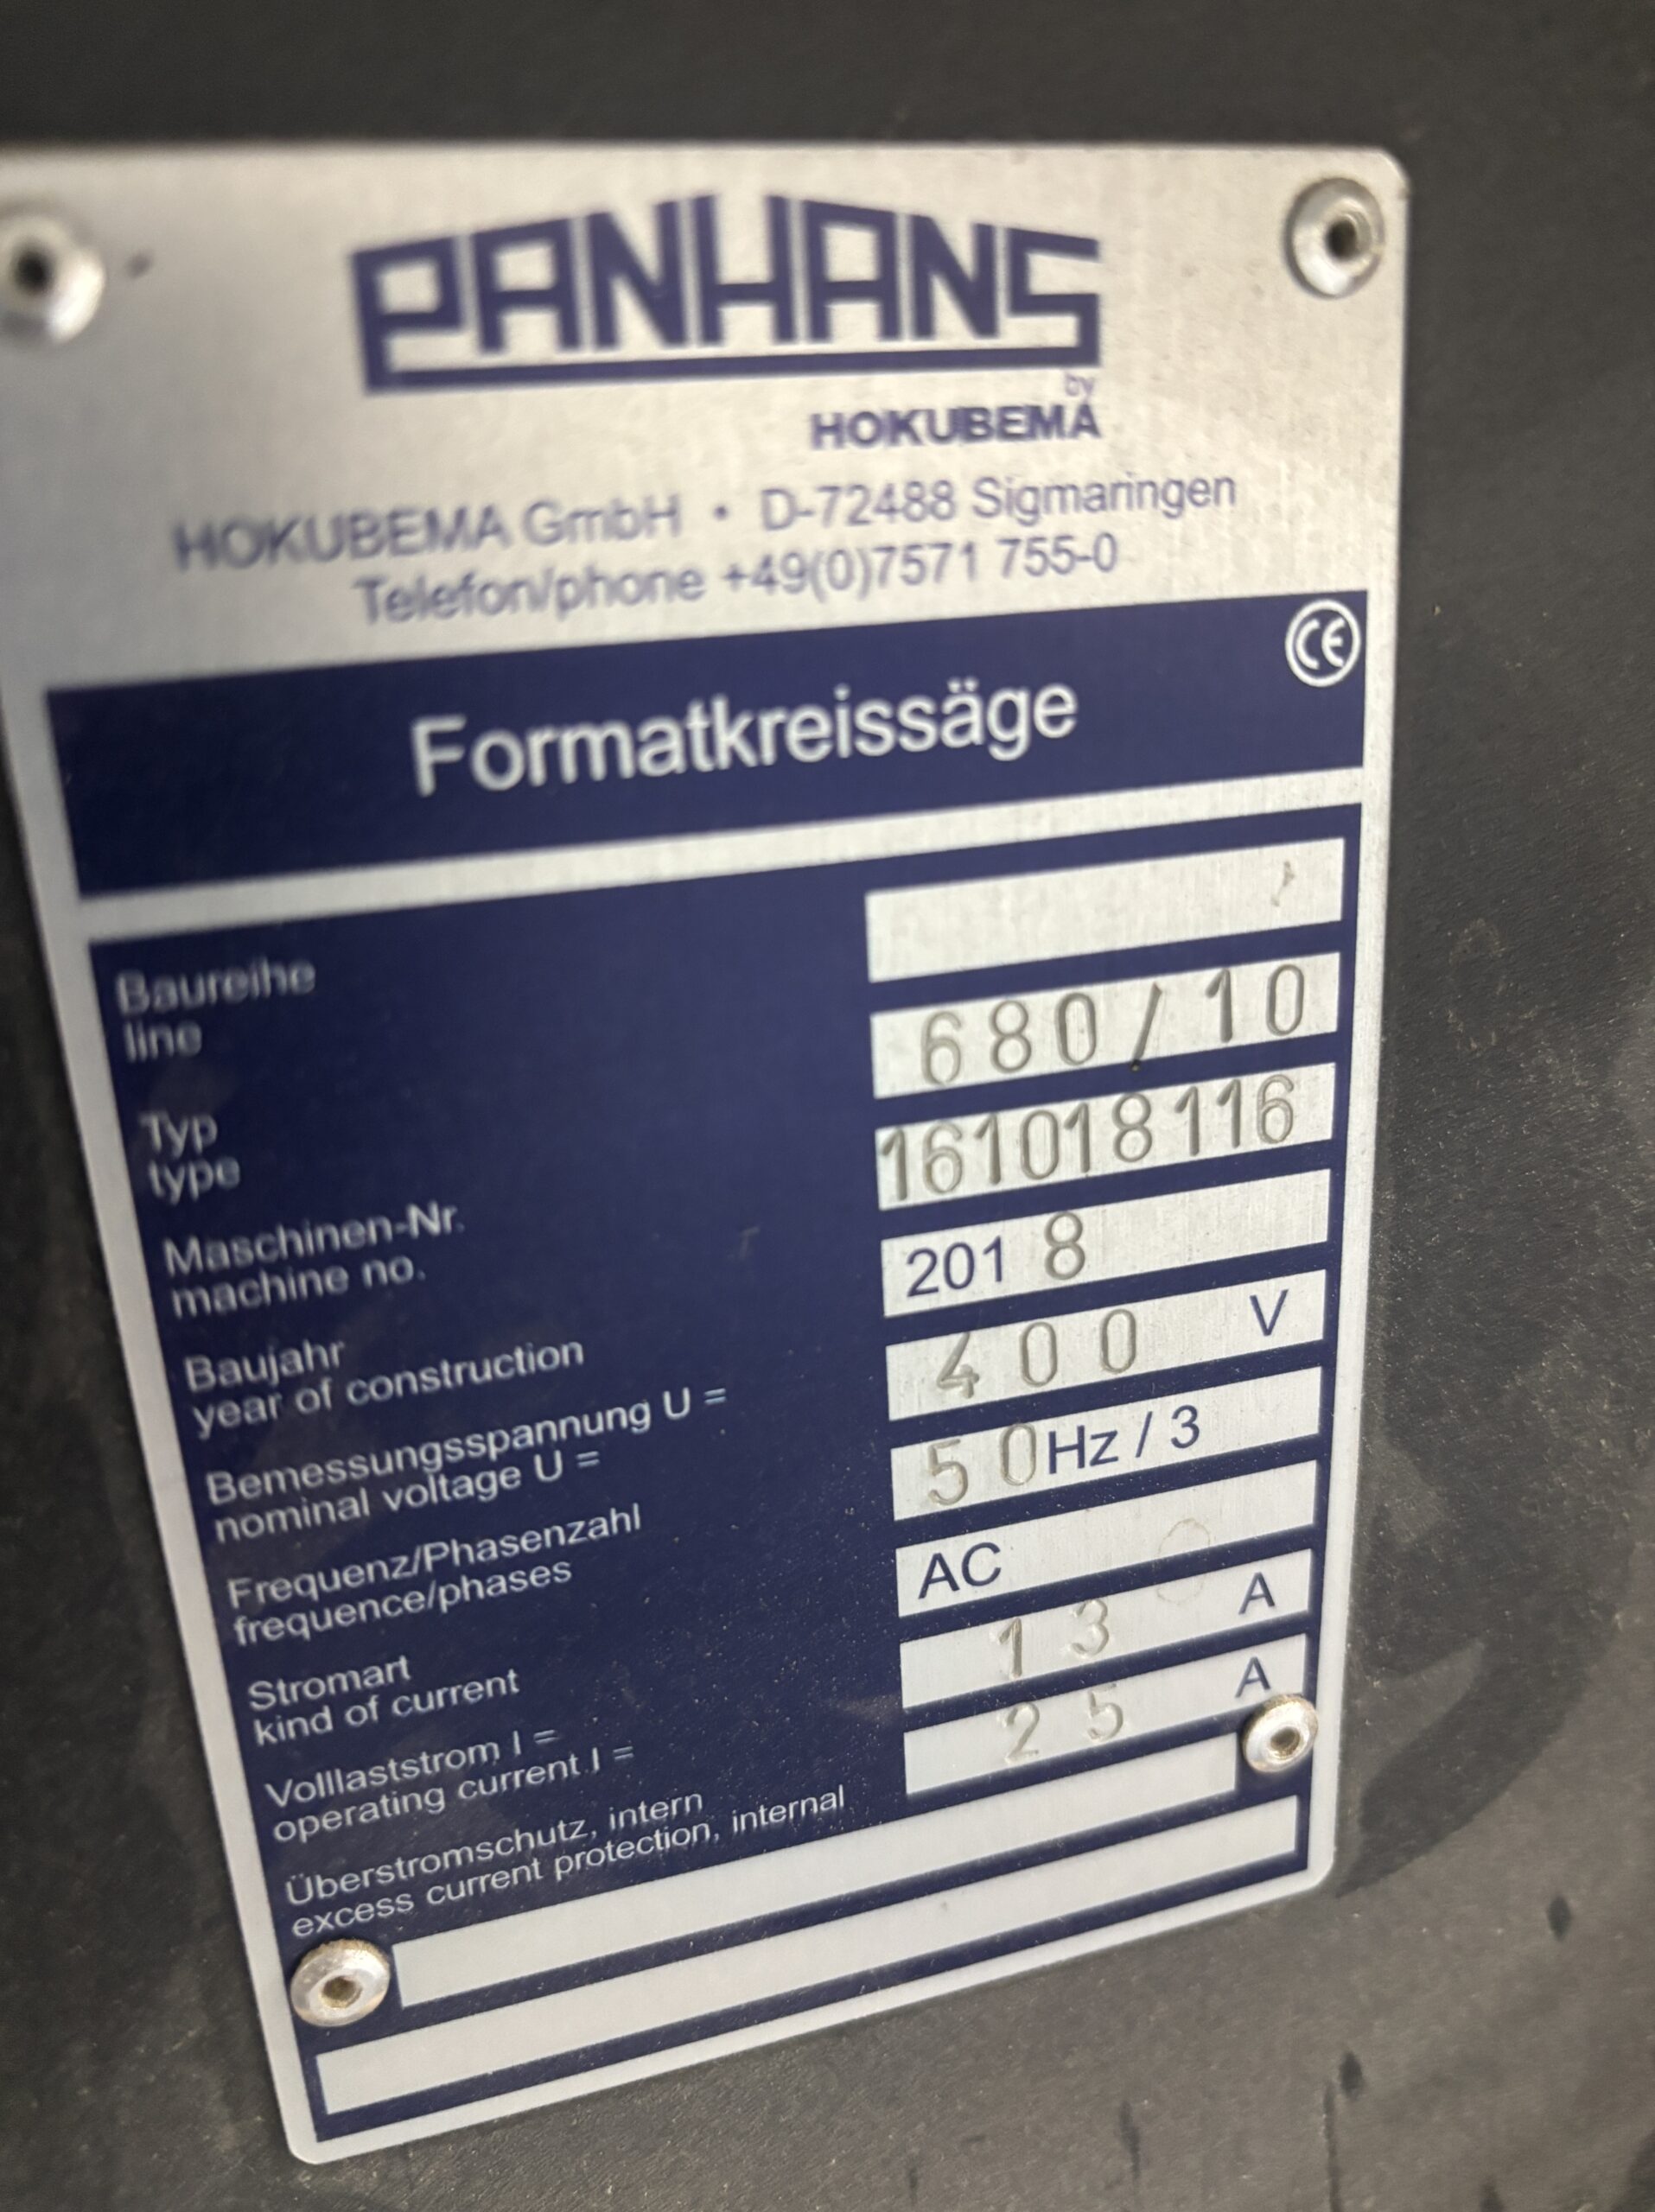 PANHANS
by
HOKUBEMA
HOKUBEMA GmbH • D-72488 Sigmaringen
Telefon/phone +49(0)7571 755-0
CE
Formatkreissäge
Baureihe
line
Typ
type
680/10
Maschinen-Nr.
machine no.
161018116
Baujahr
year of construction
2018
Bemessungsspannung U =
nominal voltage U =
400 V
Frequenz/Phasenzahl
frequence/phases
50Hz / 3
Stromart
kind of current
AC
Volllaststrom I =
operating current I =
13 A
Überstromschutz, intern
excess current protection, internal
25 A